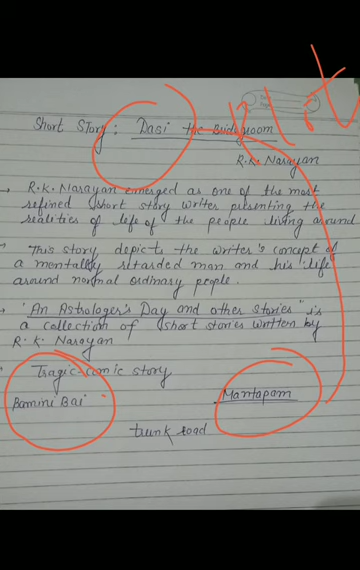 Short Story: Dasi the Bridegroom
R.K. Narayan
→ R.K. Narayan emerged as one of the most
refined short story writer presenting the
realities of life of the people living around
→ This story depicts the writer's concept of
a mentally retarded man and his life
around normal ordinary people.
→ "An Astrologer's Day and other stories" is
a collection of short stories written by
R.K. Narayan
Tragic-comic story
Bamini Bai
Mantapam
trunk road